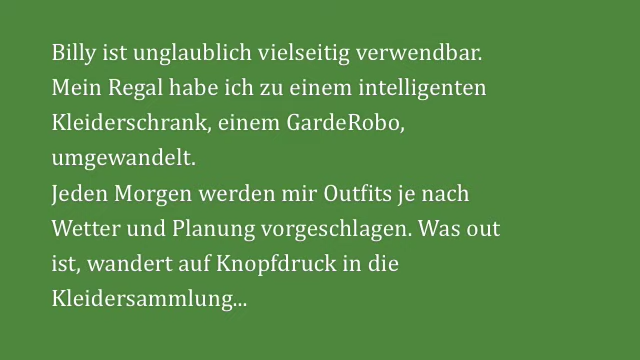 Billy ist unglaublich vielseitig verwendbar.
Mein Regal habe ich zu einem intelligenten
Kleiderschrank, einem GardeRobo,
umgewandelt.
Jeden Morgen werden mir Outfits je nach
Wetter und Planung vorgeschlagen. Was out
ist, wandert auf Knopfdruck in die
Kleidersammlung...